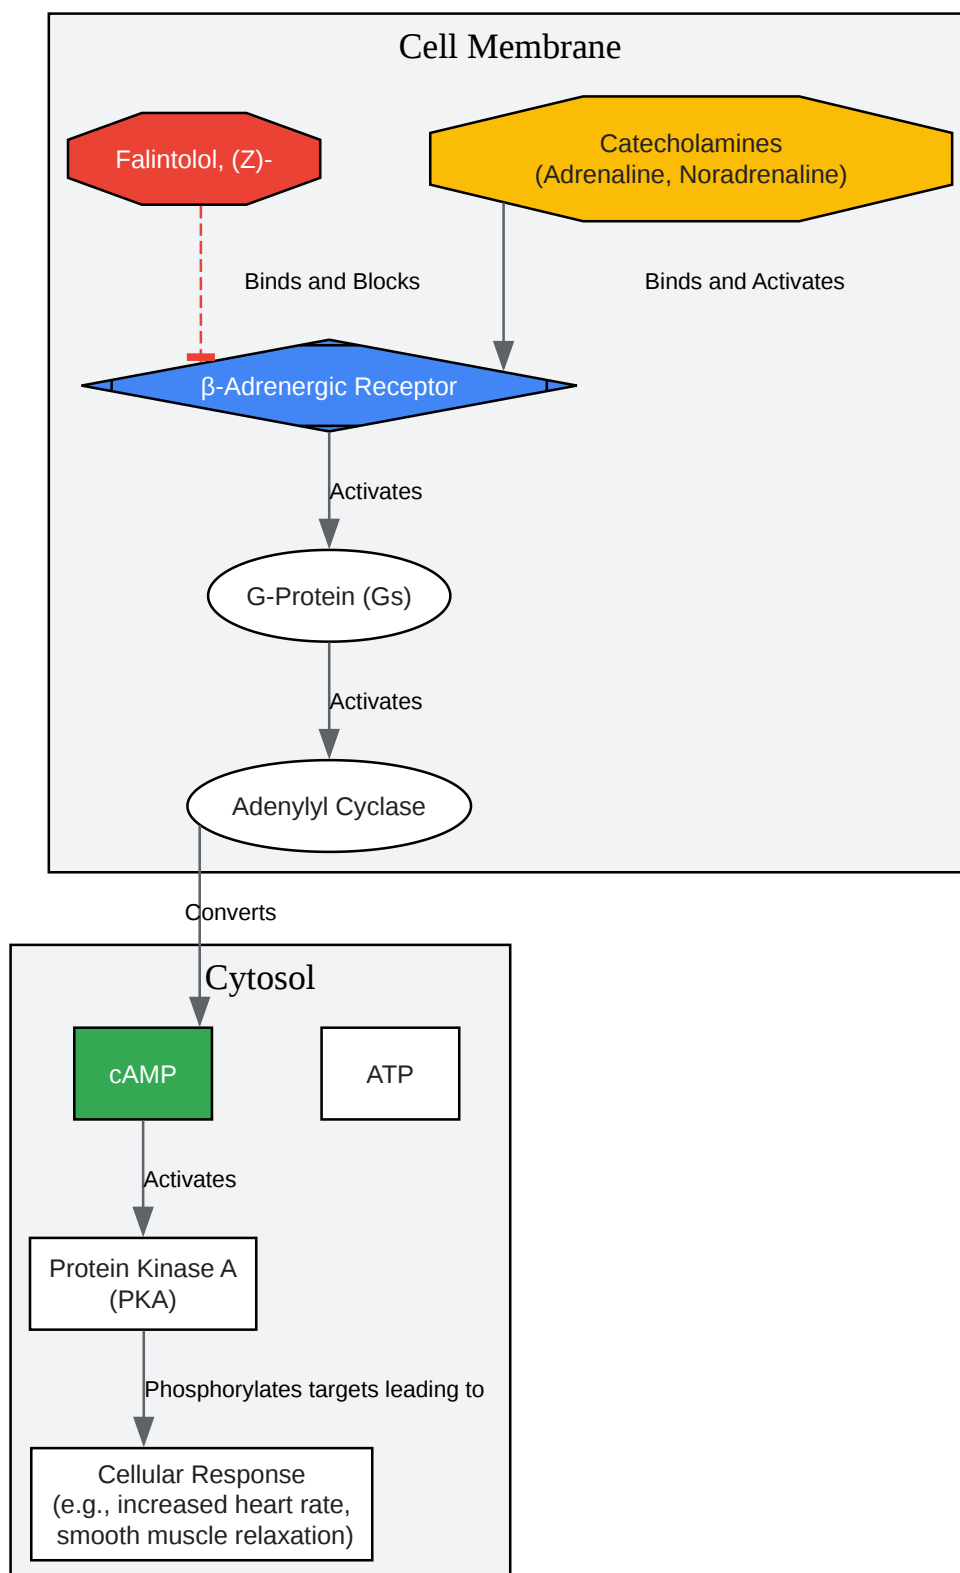 Cell Membrane
Falintolol, (Z)-
Catecholamines
(Adrenaline, Noradrenaline)
Binds and Blocks
Binds and Activates
β-Adrenergic Receptor
Activates
G-Protein (Gs)
Activates
Adenylyl Cyclase
Converts
Cytosol
cAMP
ATP
Activates
Protein Kinase A
(PKA)
Phosphorylates targets leading to
Cellular Response
(e.g., increased heart rate,
smooth muscle relaxation)